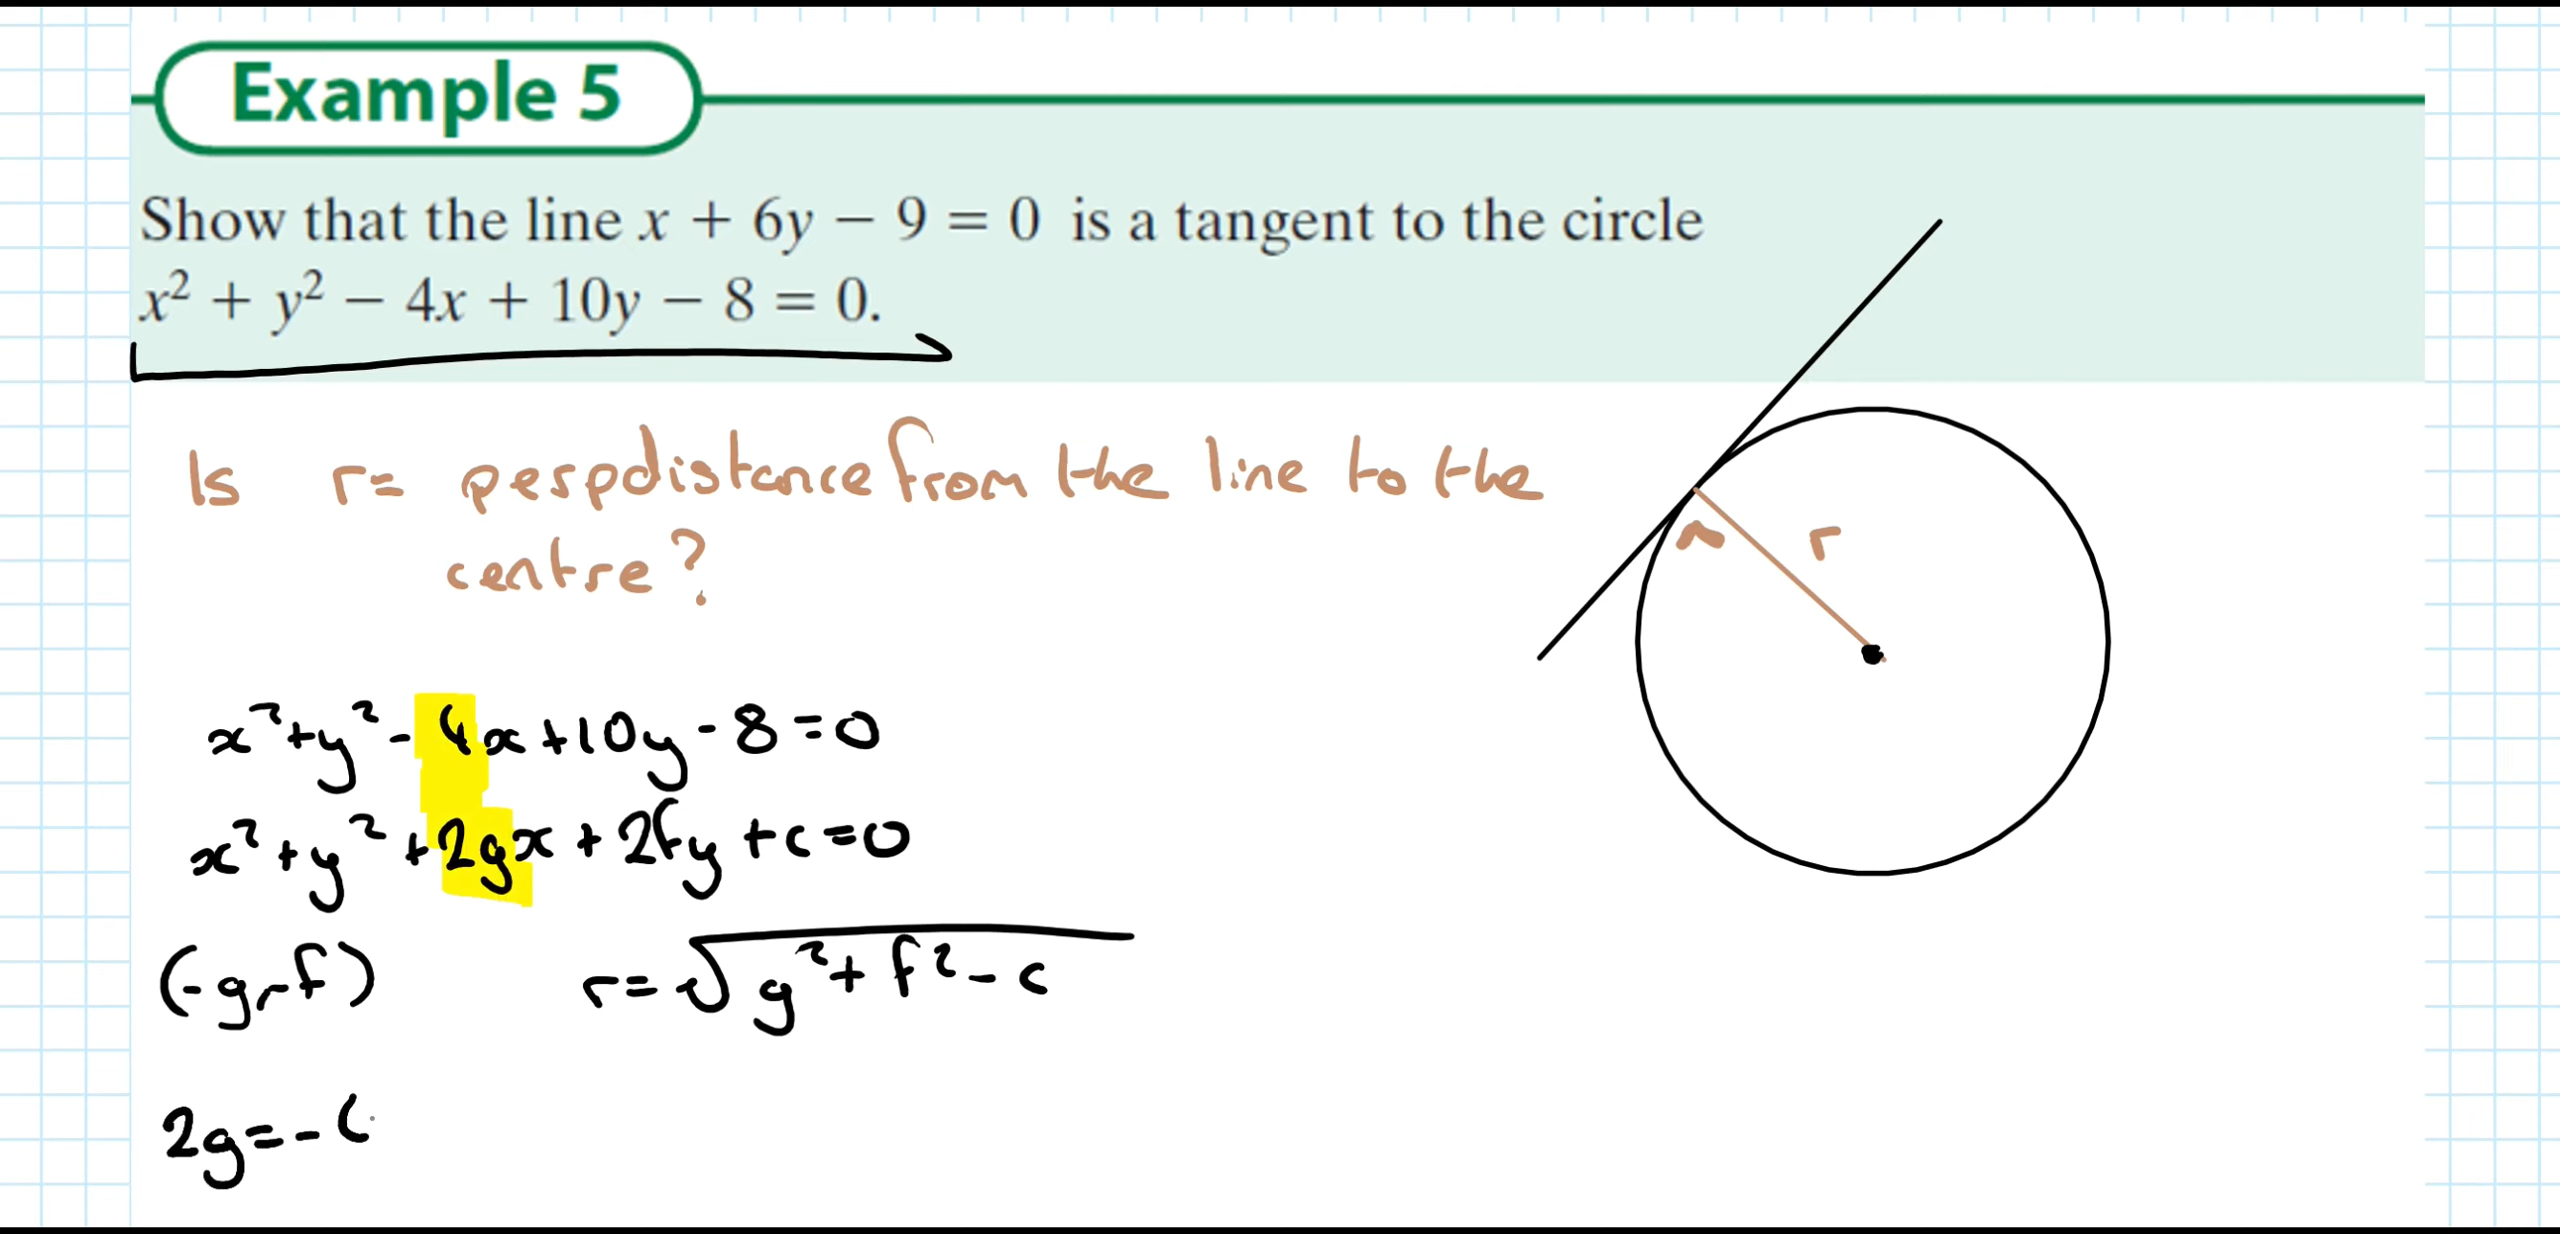 Example 5
Show that the line x + 6y − 9 = 0 is a tangent to the circle
x² + y² − 4x + 10y − 8 = 0.
Is r= perpdistance from the line to the
centre?
r
x²+y²-4x+10y-8=0
x²+y²+2gx+2fy+c=0
(-g,-f) r=√g²+f²-c
2g=-